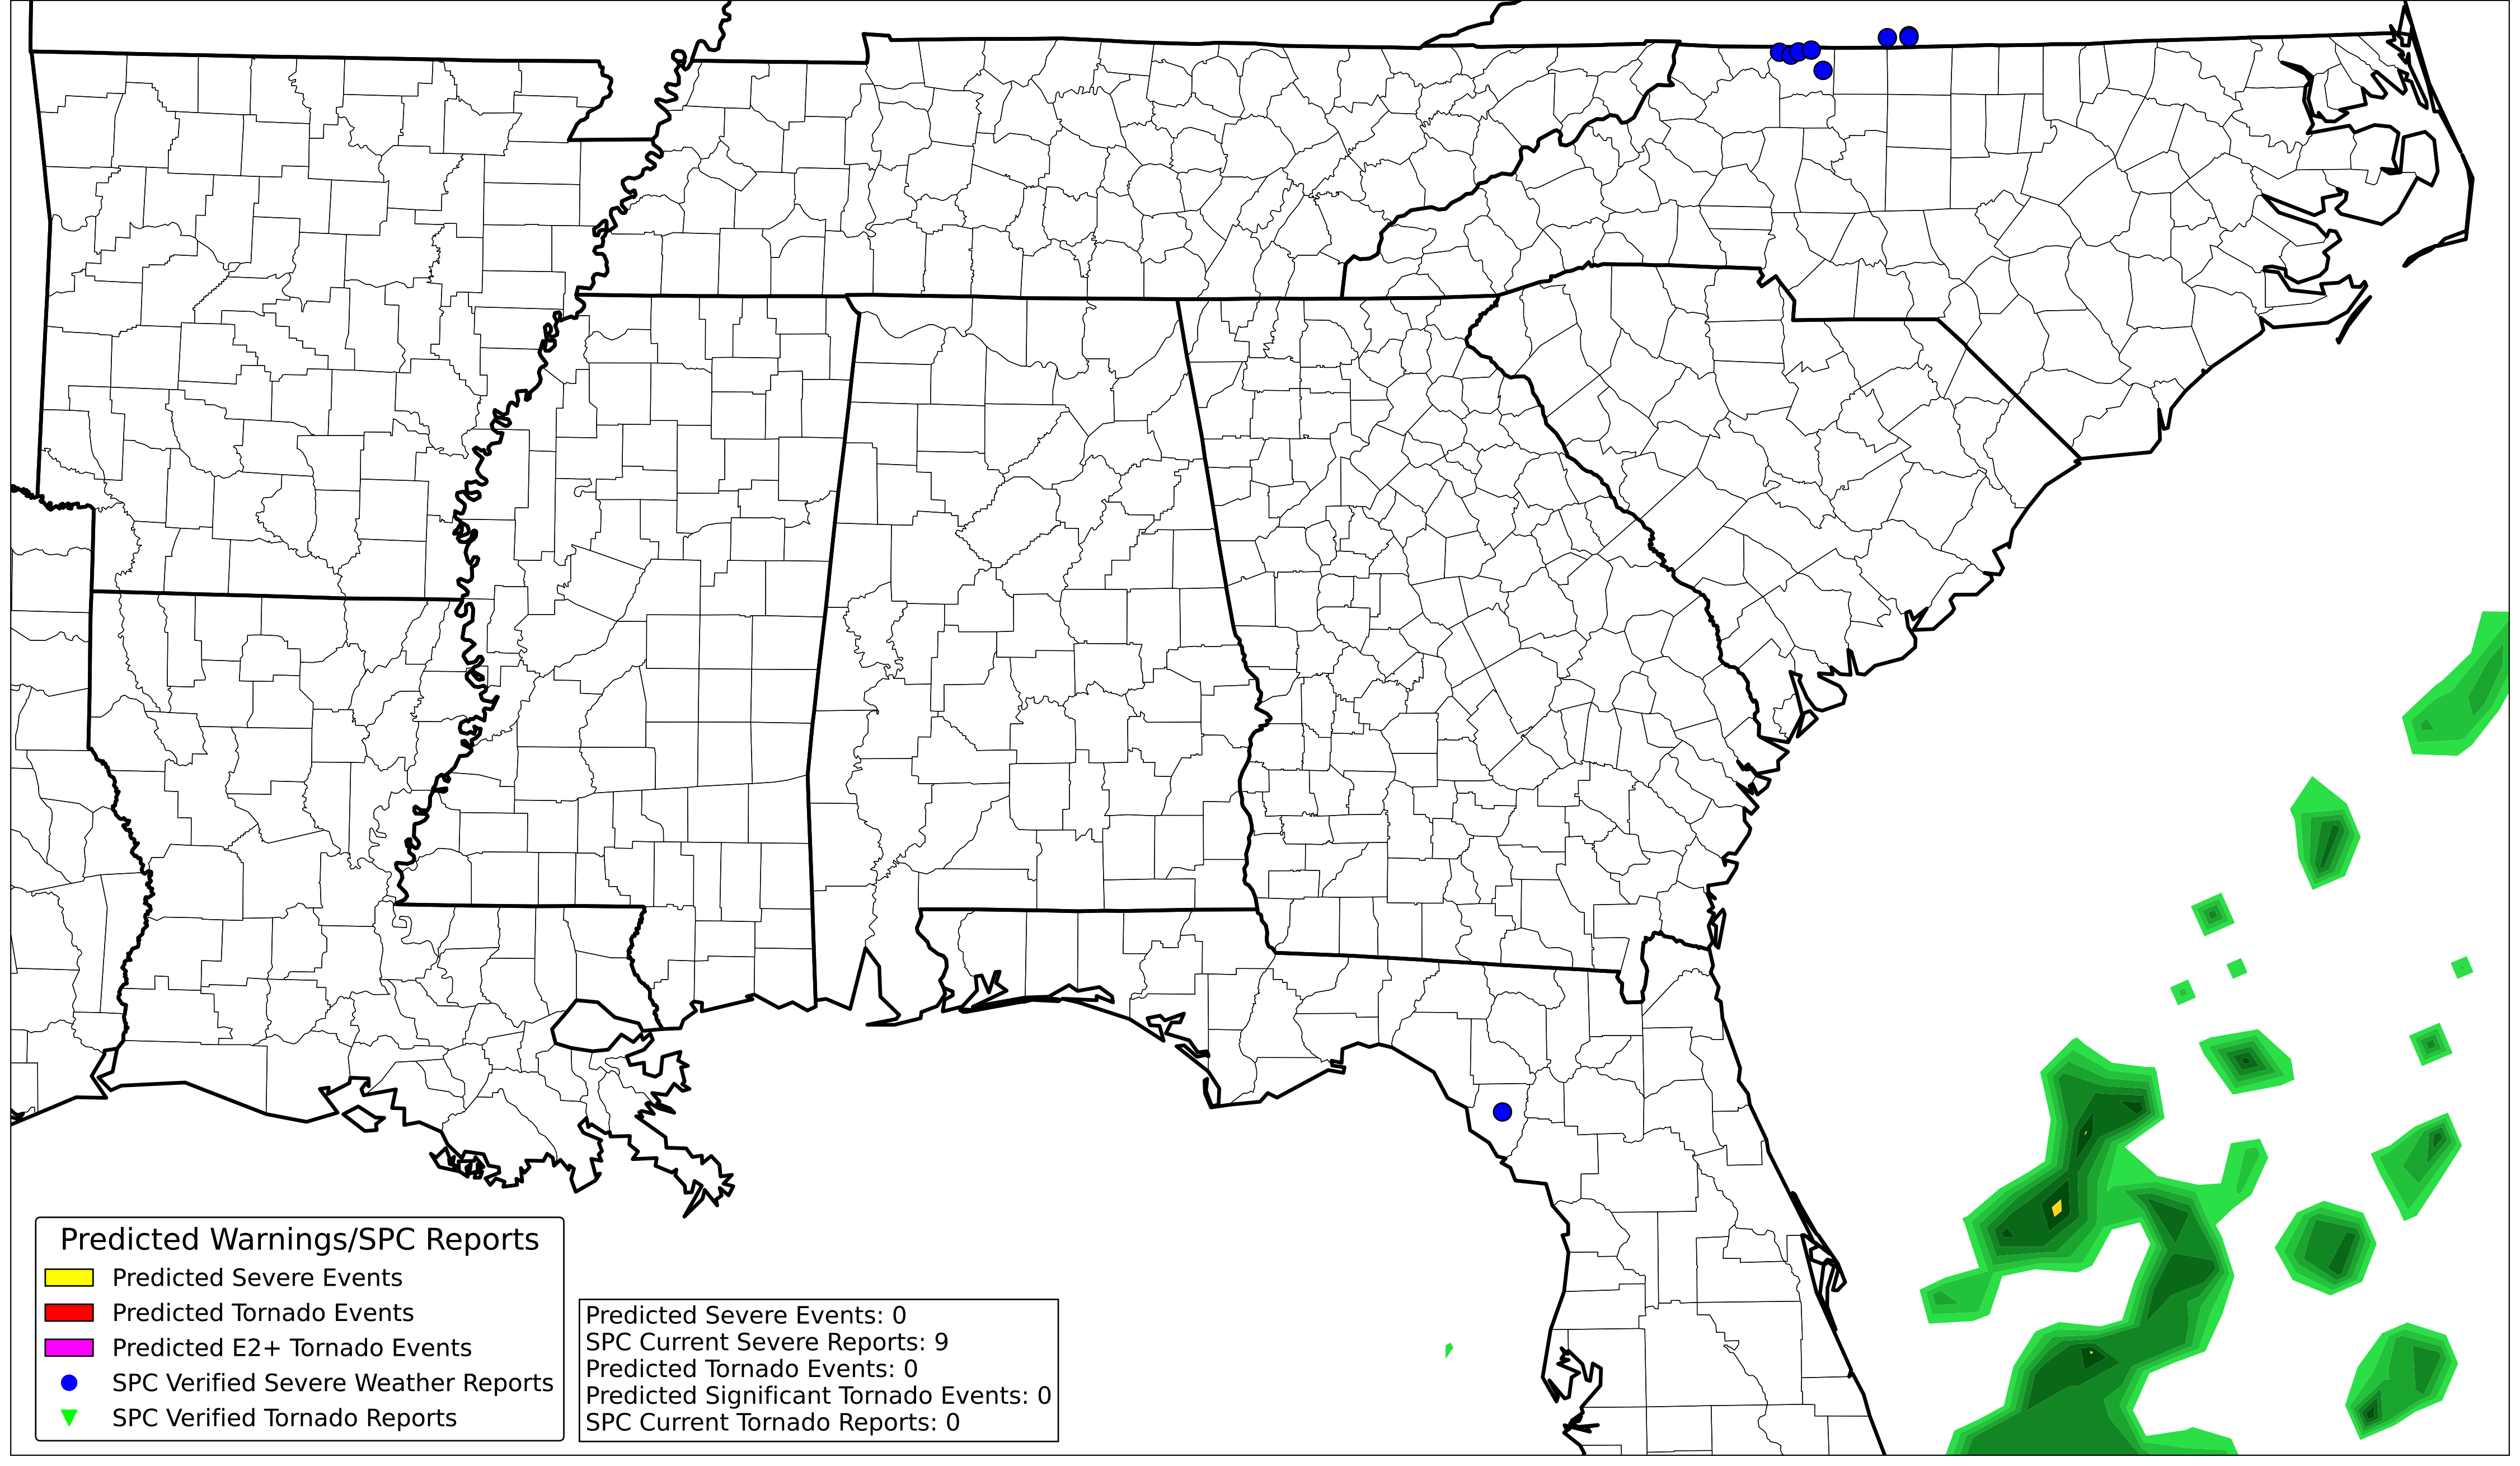 Predicted Warnings/SPC Reports
Predicted Severe Events
Predicted Tornado Events
Predicted E2+ Tornado Events
SPC Verified Severe Weather Reports
SPC Verified Tornado Reports
Predicted Severe Events: 0
SPC Current Severe Reports: 9
Predicted Tornado Events: 0
Predicted Significant Tornado Events: 0
SPC Current Tornado Reports: 0